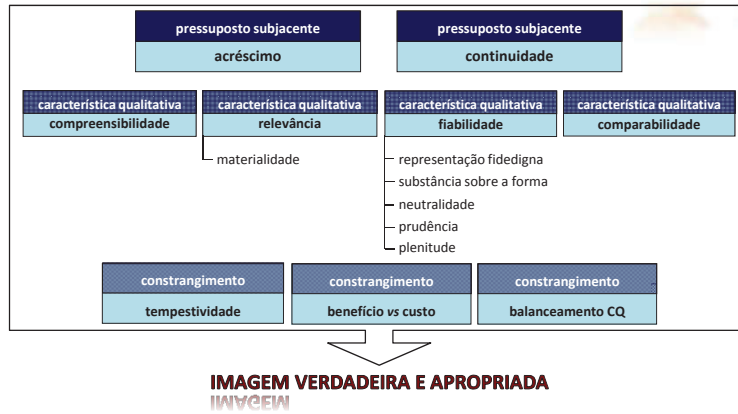 pressuposto subjacente
acréscimo
pressuposto subjacente
continuidade
característica qualitativa
compreensibilidade
característica qualitativa
relevância
característica qualitativa
fiabilidade
característica qualitativa
comparabilidade
materialidade
representação fidedigna
substância sobre a forma
neutralidade
prudência
plenitude
constrangimento
tempestividade
constrangimento
benefício vs custo
constrangimento
balanceamento CQ
IMAGEM VERDADEIRA E APROPRIADA
IMAGEM